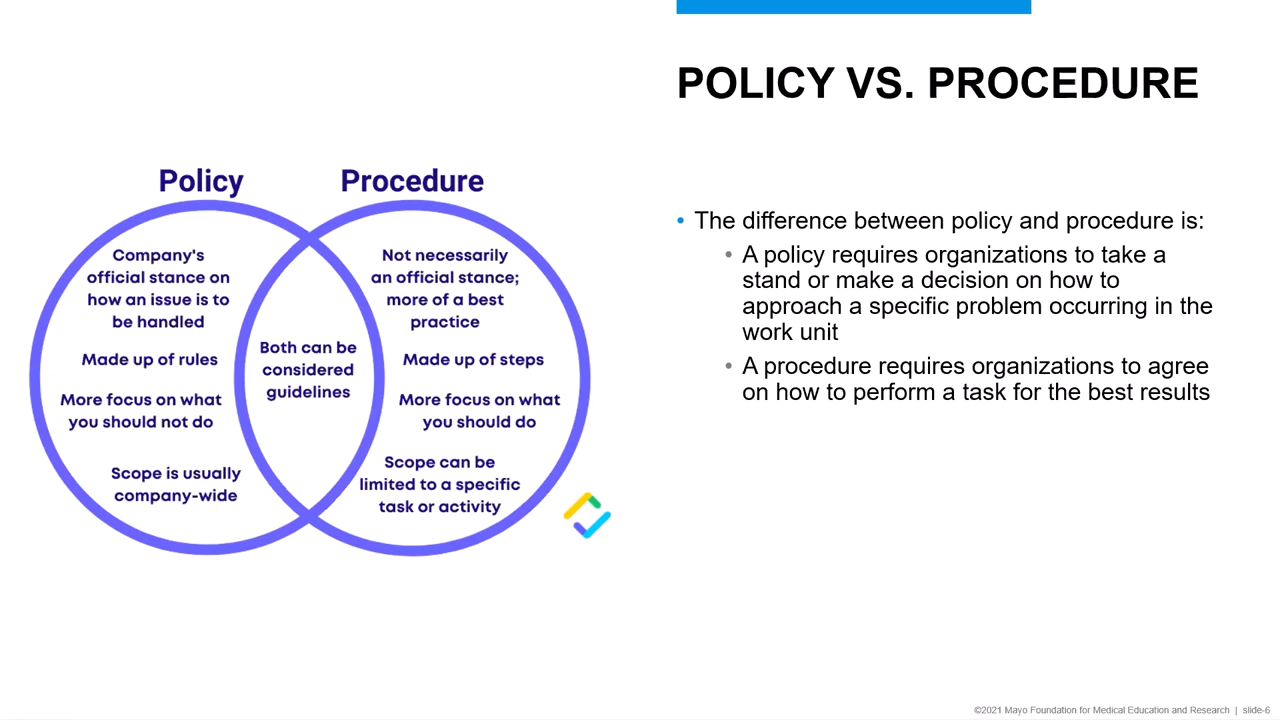 POLICY VS. PROCEDURE
Policy
Procedure
Company's
official stance on
how an issue is to
be handled
Made up of rules
More focus on what
you should not do
Scope is usually
company-wide
Both can be
considered
guidelines
Not necessarily
an official stance;
more of a best
practice
Made up of steps
More focus on what
you should do
Scope can be
limited to a specific
task or activity
• The difference between policy and procedure is:
• A policy requires organizations to take a
stand or make a decision on how to
approach a specific problem occurring in the
work unit
• A procedure requires organizations to agree
on how to perform a task for the best results
©2021 Mayo Foundation for Medical Education and Research | slide-6